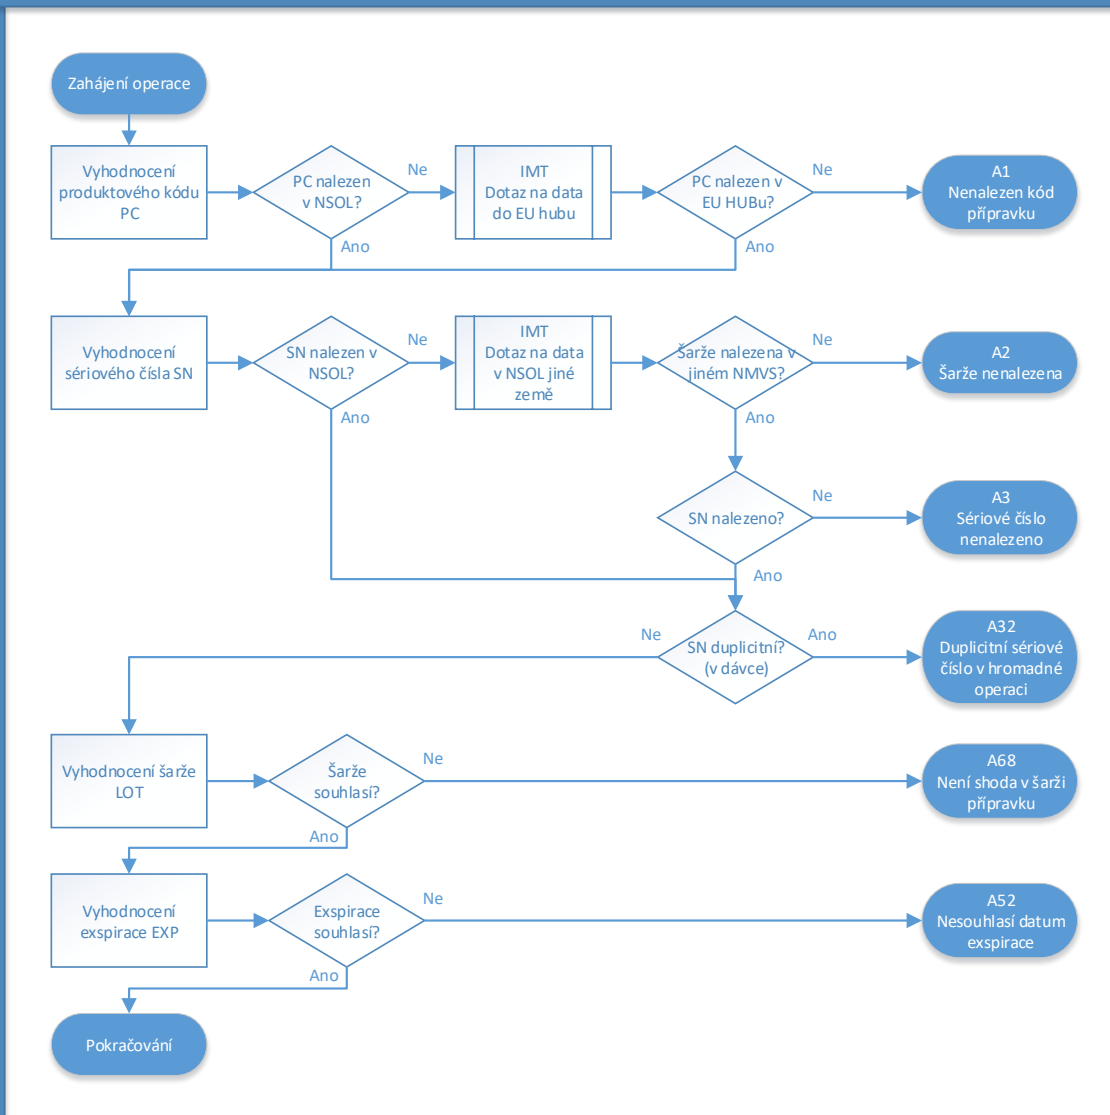 Zahájení operace
Vyhodnocení
produktového kódu
PC
PC nalezen
v NSOL?
Ne
Ano
IMT
Dotaz na data
do EU hubu
PC nalezen v
EU HUBu?
Ne
Ano
A1
Nenalezen kód
přípravku
Vyhodnocení
sériového čísla SN
SN nalezen v
NSOL?
Ne
Ano
IMT
Dotaz na data
v NSOL jiné
země
Šarže nalezena v
jiném NMVS?
Ne
Ano
A2
Šarže nenalezena
SN nalezeno?
Ne
Ano
A3
Sériové číslo
nenalezeno
Ne
SN duplicitní?
(v dávce)
Ano
A32
Duplicitní sériové
číslo v hromadné
operaci
Vyhodnocení šarže
LOT
Šarže
souhlasí?
Ne
Ano
A68
Není shoda v šarži
přípravku
Vyhodnocení
exspirace EXP
Exspirace
souhlasí?
Ne
Ano
A52
Nesouhlasí datum
exspirace
Pokračování